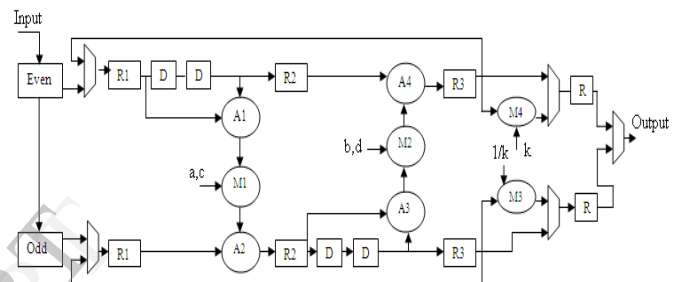 Input
Even
R1
D
D
R2
A4
R3
R
A1
M4
Output
b,d
M2
1/k
k
a,c
M1
M3
A3
R
Odd
R1
A2
R2
D
D
R3